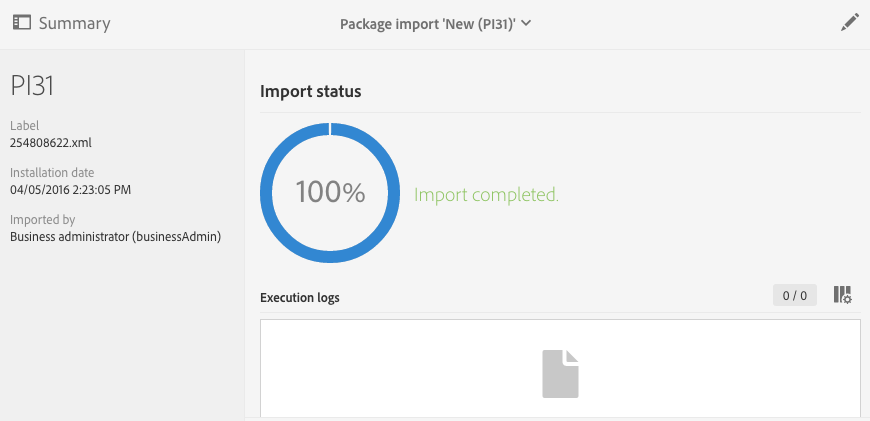 Summary
Package import 'New (PI31)'
PI31
Label
254808622.xml
Installation date
04/05/2016 2:23:05 PM
Imported by
Business administrator (businessAdmin)
Import status
100%
Import completed.
Execution logs
0 / 0